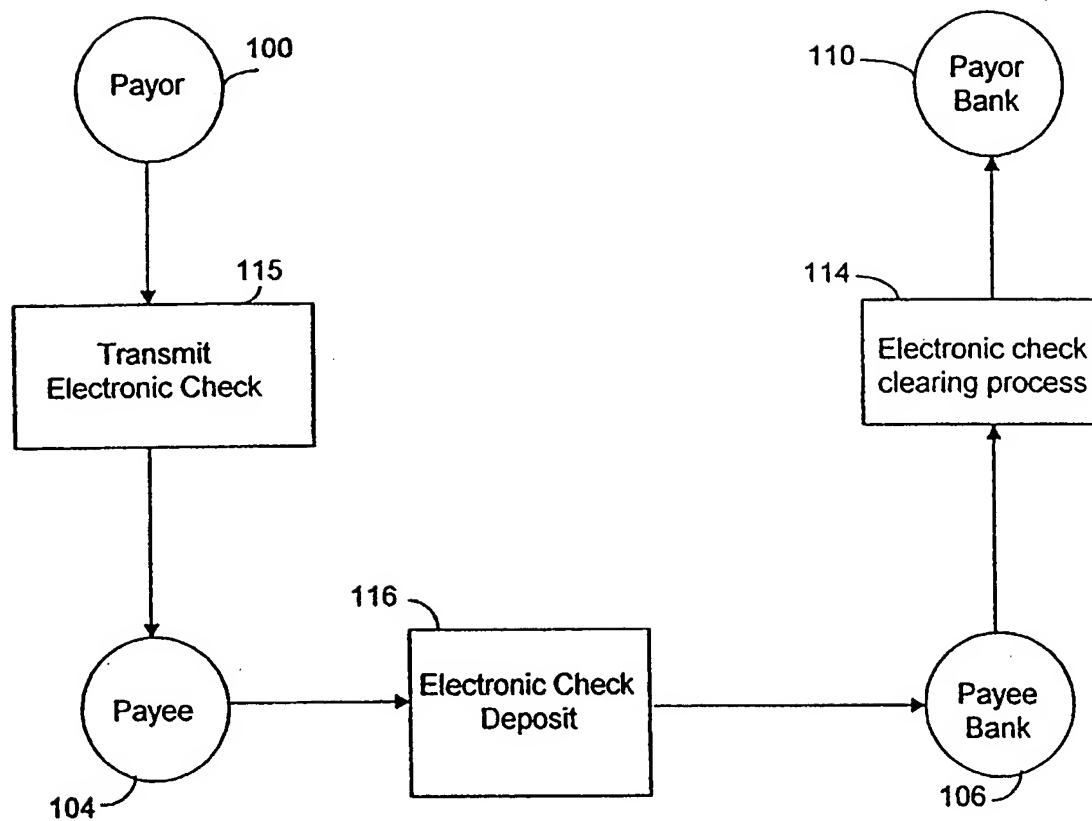 100
Payor
110
Payor
Bank
115
Transmit
Electronic Check
114
Electronic check
clearing process
116
Electronic Check
Deposit
Payee
104
Payee
Bank
106